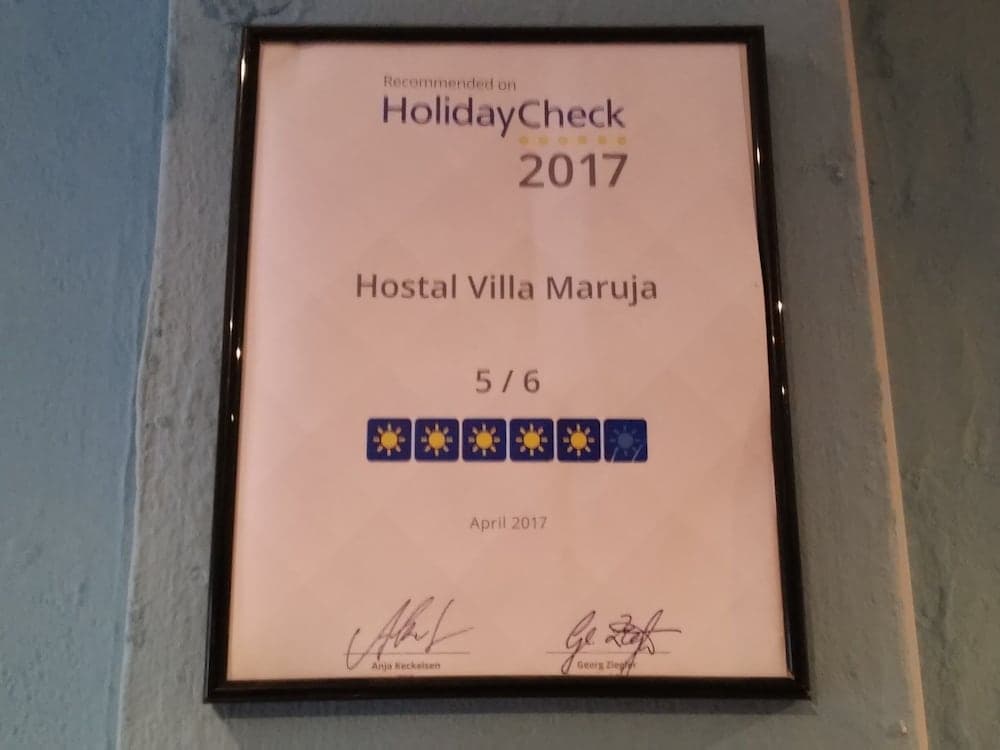 Recommended on
HolidayCheck
2017
Hostal Villa Maruja
5 / 6
April 2017
Anja Keckeisen
Georg Ziegler